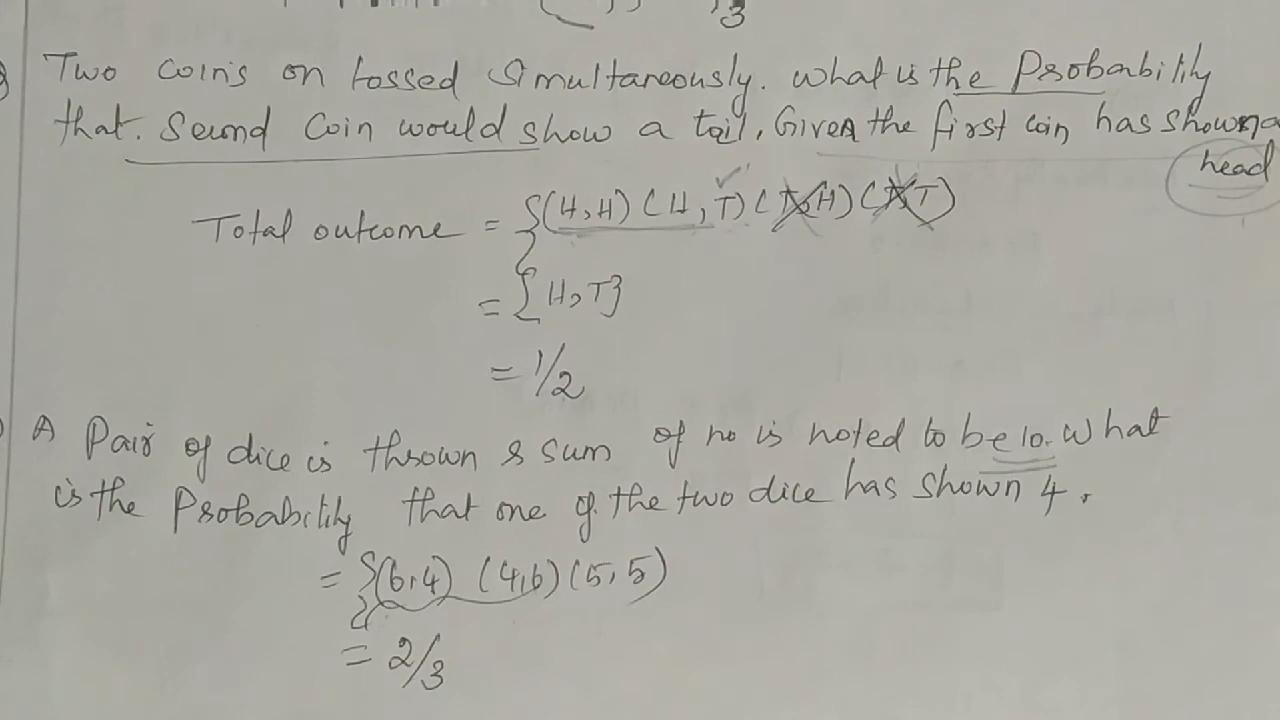 3
Two coins on tossed Simultaneously. What is the Probability
that. Second Coin would show a tail, Given the first coin has shown a
head
Total outcome = {(H,H) (H,T) (T,H) (T,T)
= {H,T}
= 1/2
A Pair of dice is thrown & sum of no is noted to be 10. What
is the Probability that one of the two dice has shown 4.
= {(6,4) (4,6) (5,5)
= 2/3